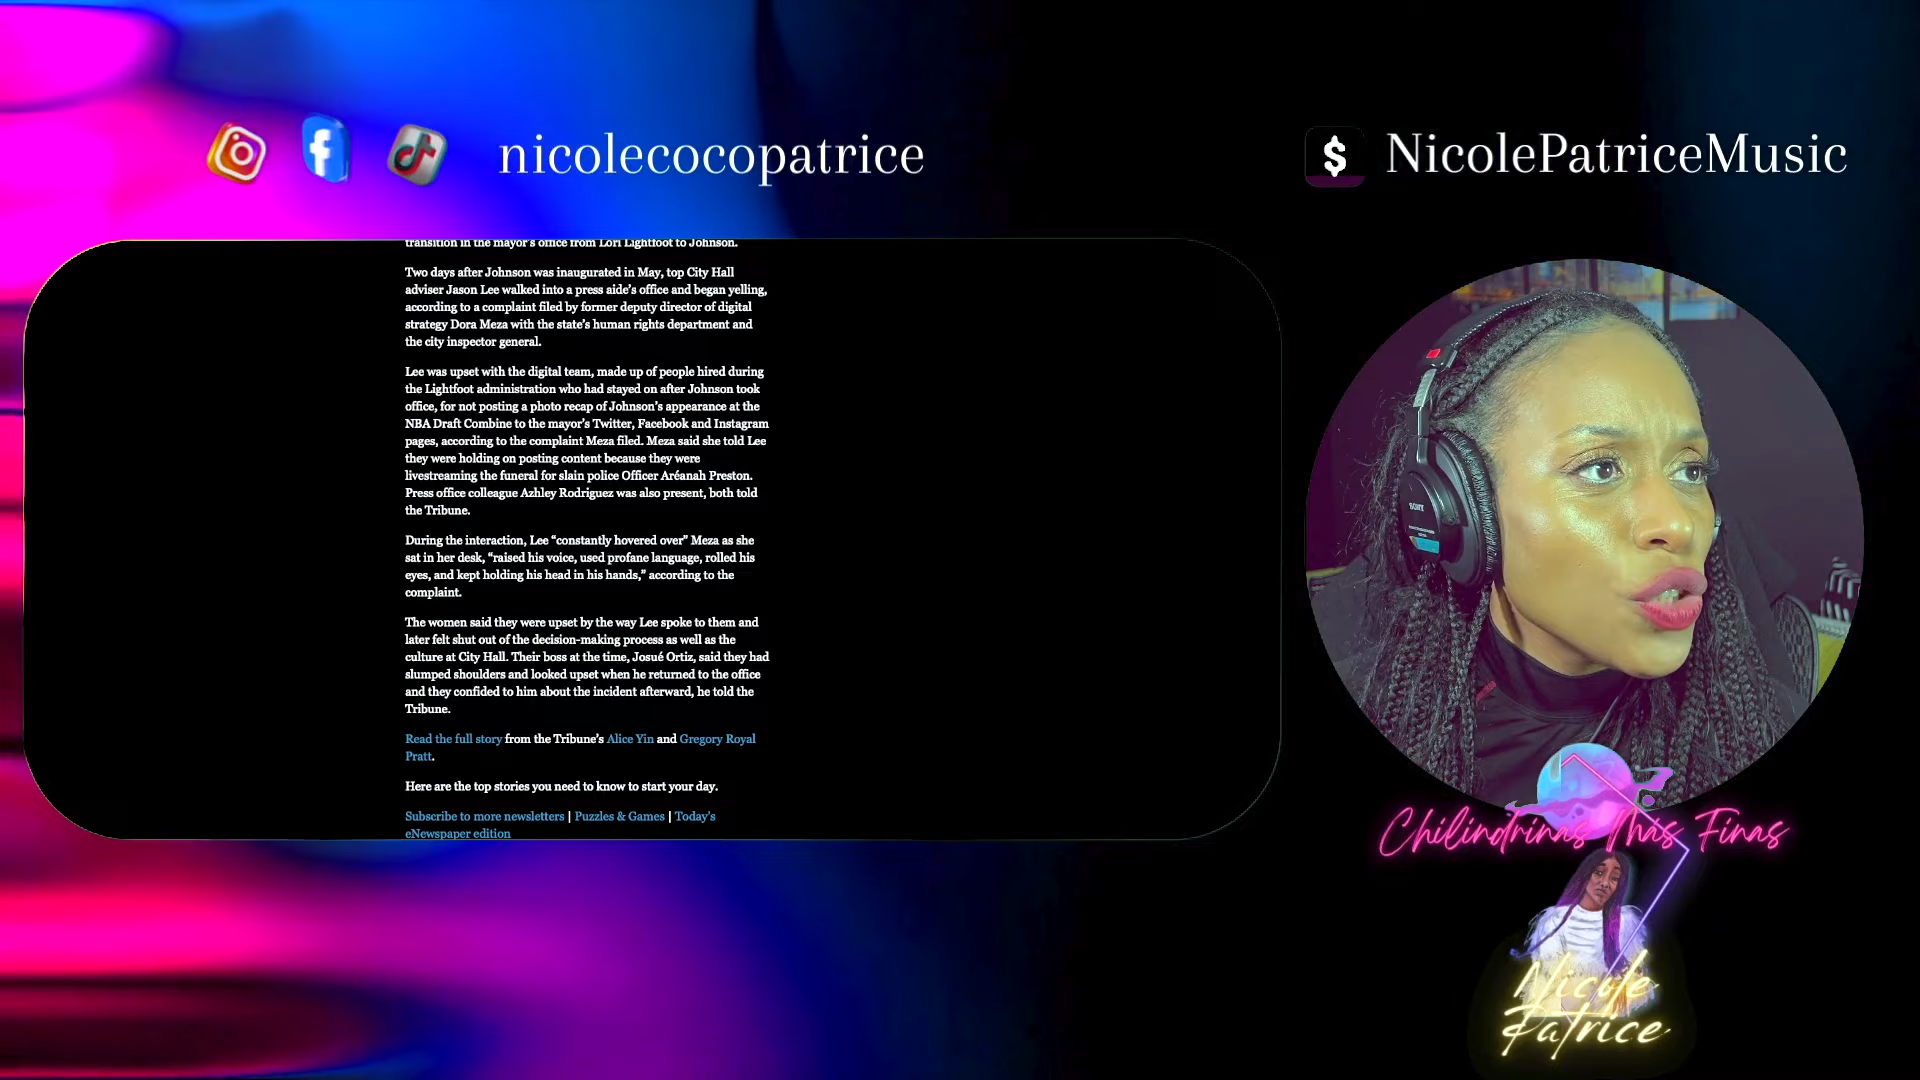 nicolecocopatrice
NicolePatriceMusic
transition in the mayor's office from Lori Lightfoot to Johnson.
Two days after Johnson was inaugurated in May, top City Hall
adviser Jason Lee walked into a press aide’s office and began yelling,
according to a complaint filed by former deputy director of digital
strategy Dora Meza with the state’s human rights department and
the city inspector general.
Lee was upset with the digital team, made up of people hired during
the Lightfoot administration who had stayed on after Johnson took
office, for not posting a photo recap of Johnson’s appearance at the
NBA Draft Combine to the mayor’s Twitter, Facebook and Instagram
pages, according to the complaint Meza filed. Meza said she told Lee
they were holding on posting content because they were
livestreaming the funeral for slain police Officer Aréanah Preston.
Press office colleague Azhley Rodriguez was also present, both told
the Tribune.
During the interaction, Lee “constantly hovered over” Meza as she
sat in her desk, “raised his voice, used profane language, rolled his
eyes, and kept holding his head in his hands,” according to the
complaint.
The women said they were upset by the way Lee spoke to them and
later felt shut out of the decision-making process as well as the
culture at City Hall. Their boss at the time, Josué Ortiz, said they had
slumped shoulders and looked upset when he returned to the office
and they confided to him about the incident afterward, he told the
Tribune.
Read the full story from the Tribune’s Alice Yin and Gregory Royal
Pratt.
Here are the top stories you need to know to start your day.
Subscribe to more newsletters | Puzzles & Games | Today’s
eNewspaper edition
SONY
Chilindrinas Más Finas
Nicole
Patrice